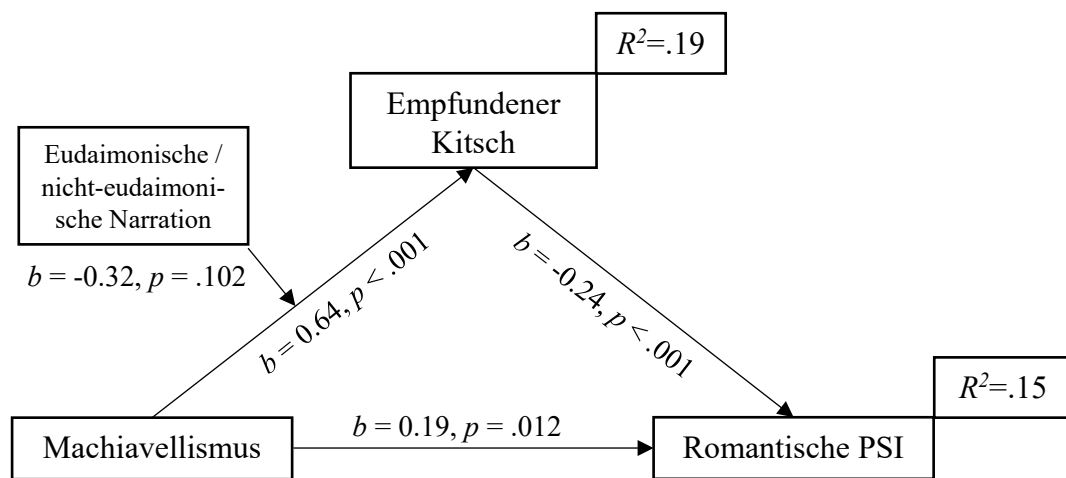 R²=.19
Empfundener
Kitsch
Eudaimonische /
nicht-eudaimoni-
sche Narration
b = -0.32, p = .102
b = 0.64, p < .001
b = -0.24, p < .001
R²=.15
b = 0.19, p = .012
Machiavellismus
Romantische PSI